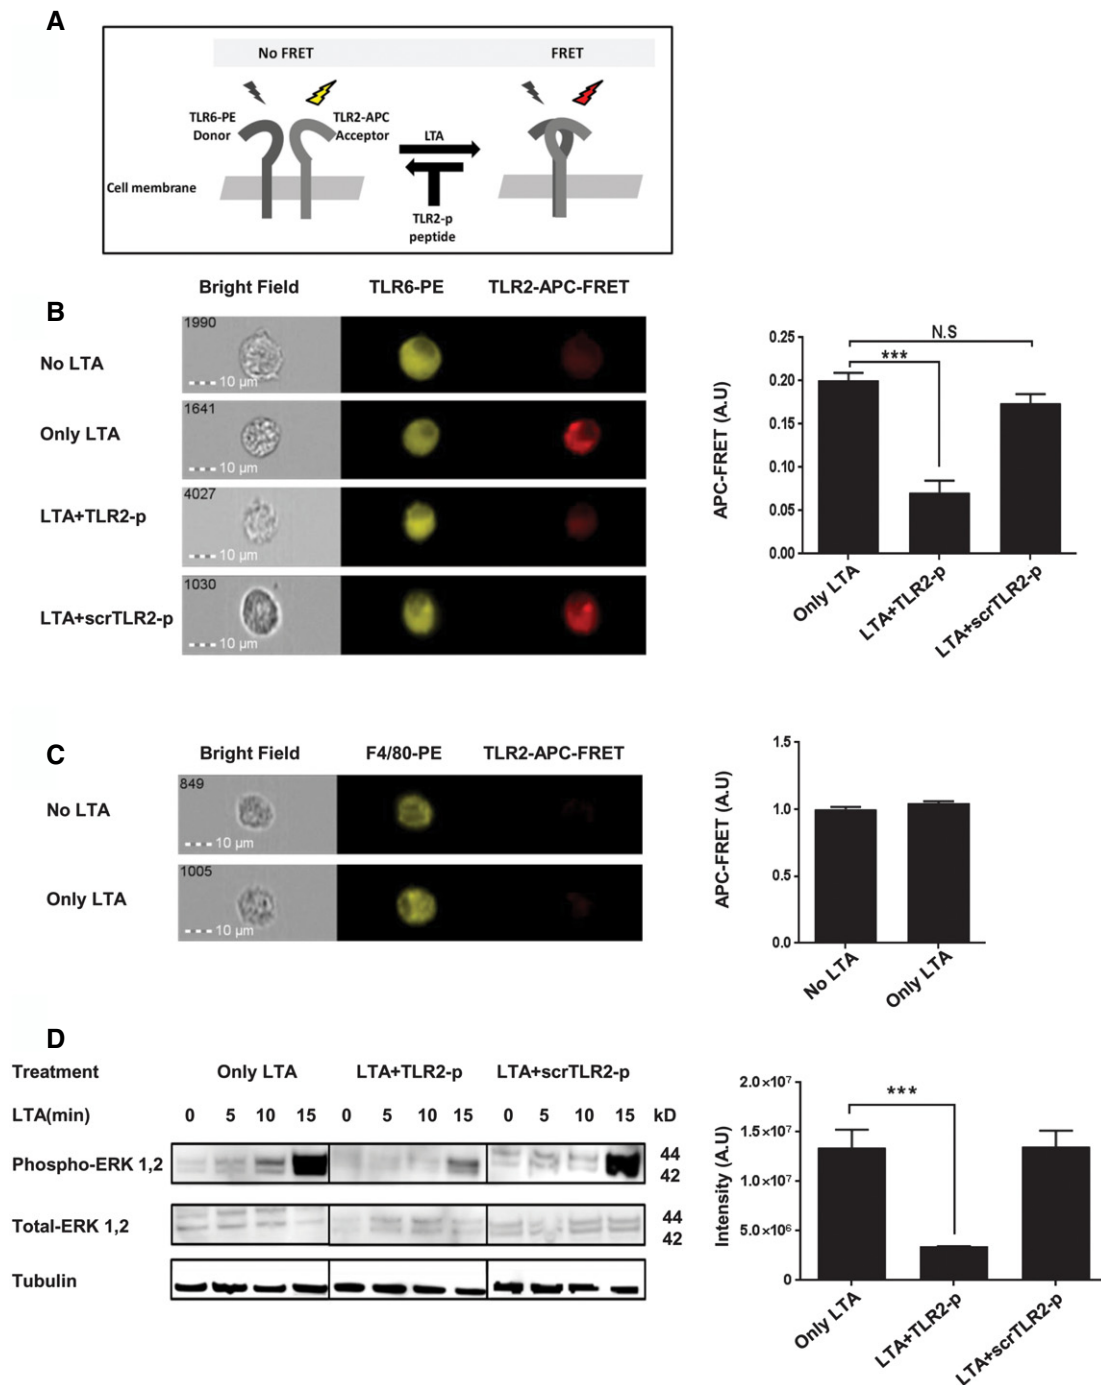 A
No FRET
FRET
TLR6-PE
Donor
TLR2-APC
Acceptor
LTA
Cell membrane
TLR2-p
peptide
B
Bright Field TLR6-PE TLR2-APC-FRET
No LTA
1990
10 µm
Only LTA
1641
10 µm
LTA+TLR2-p
4027
10 µm
LTA+scrTLR2-p
1030
10 µm
APC-FRET (A.U)
0.25
0.20
0.15
0.10
0.05
0.00
N.S
***
Only LTA
LTA+TLR2-p
LTA+scrTLR2-p
C
Bright Field F4/80-PE TLR2-APC-FRET
No LTA
849
10 µm
Only LTA
1005
10 µm
APC-FRET (A.U)
1.5
1.0
0.5
0.0
No LTA
Only LTA
D
Treatment Only LTA LTA+TLR2-p LTA+scrTLR2-p
LTA(min) 0 5 10 15 0 5 10 15 0 5 10 15 kD
Phospho-ERK 1,2 44
42
Total-ERK 1,2 44
42
Tubulin
Intensity (A.U)
2.0×10⁷
1.5×10⁷
1.0×10⁷
5.0×10⁶
0
***
Only LTA
LTA+TLR2-p
LTA+scrTLR2-p